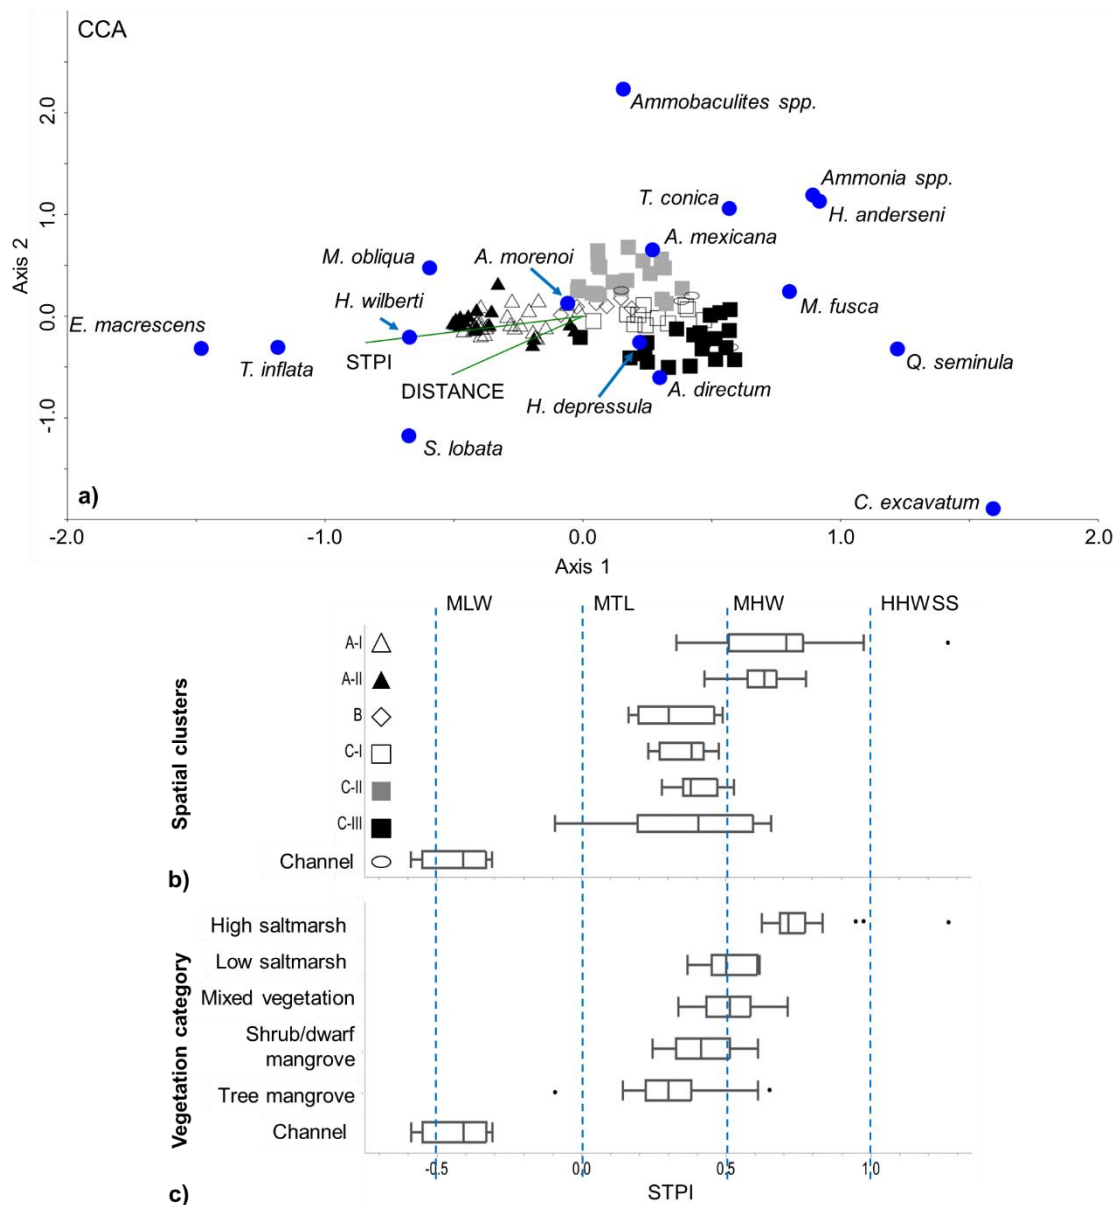 CCA
2.0
1.0
0.0
-1.0
Axis 2
Ammobaculites spp.
Ammonia spp.
H. anderseni
T. conica
A. mexicana
M. obliqua
A. morenoi
H. wilberti
M. fusca
E. macrescens
STPI
T. inflata
Q. seminula
DISTANCE
H. depressula
A. directum
S. lobata
C. excavatum
a)
-2.0 -1.0 0.0 1.0 2.0
Axis 1
MLW MTL MHW HHWSS
Spatial clusters
A-I
A-II
B
C-I
C-II
C-III
Channel
b)
Vegetation category
High saltmarsh
Low saltmarsh
Mixed vegetation
Shrub/dwarf
mangrove
Tree mangrove
Channel
-0.5 0.0 0.5 1.0
STPI
c)